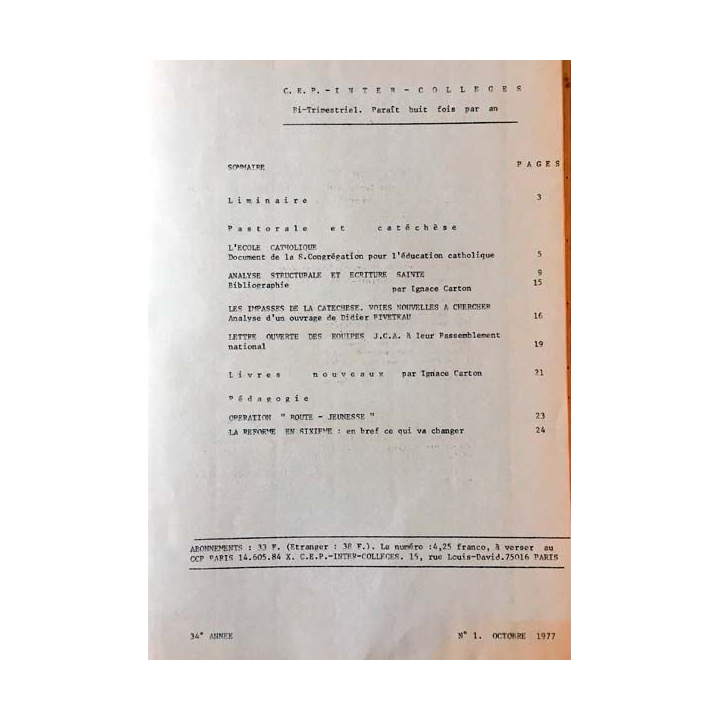 C.E.P.-INTER-COLLEGES
Bi-Trimestriel. Paraît huit fois par an
SOMMAIRE PAGES
Liminaire 3
Pastorale et catéchèse
L'ECOLE CATHOLIQUE
Document de la S.Congrégation pour l'éducation catholique 5
ANALYSE STRUCTURALE ET ECRITURE SAINTE 9
Bibliographie par Ignace Carton 15
LES IMPASSES DE LA CATECHESE. VOIES NOUVELLES A CHERCHER
Analyse d'un ouvrage de Didier PIVETEAU 16
LETTRE OUVERTE DES EQUIPES J.C.A. à leur Rassemblement
national 19
Livres nouveaux par Ignace Carton 21
Pédagogie
OPERATION " ROUTE - JEUNESSE " 23
LA REFORME EN SIXIEME : en bref ce qui va changer 24
ABONNEMENTS : 33 F. (Etranger : 38 F.). Le numéro :4,25 franco, à verser au
CCP PARIS 14.605.84 X. C.E.P.-INTER-COLLEGES. 15, rue Louis-David.75016 PARIS
34° ANNEE N° 1. OCTOBRE 1977